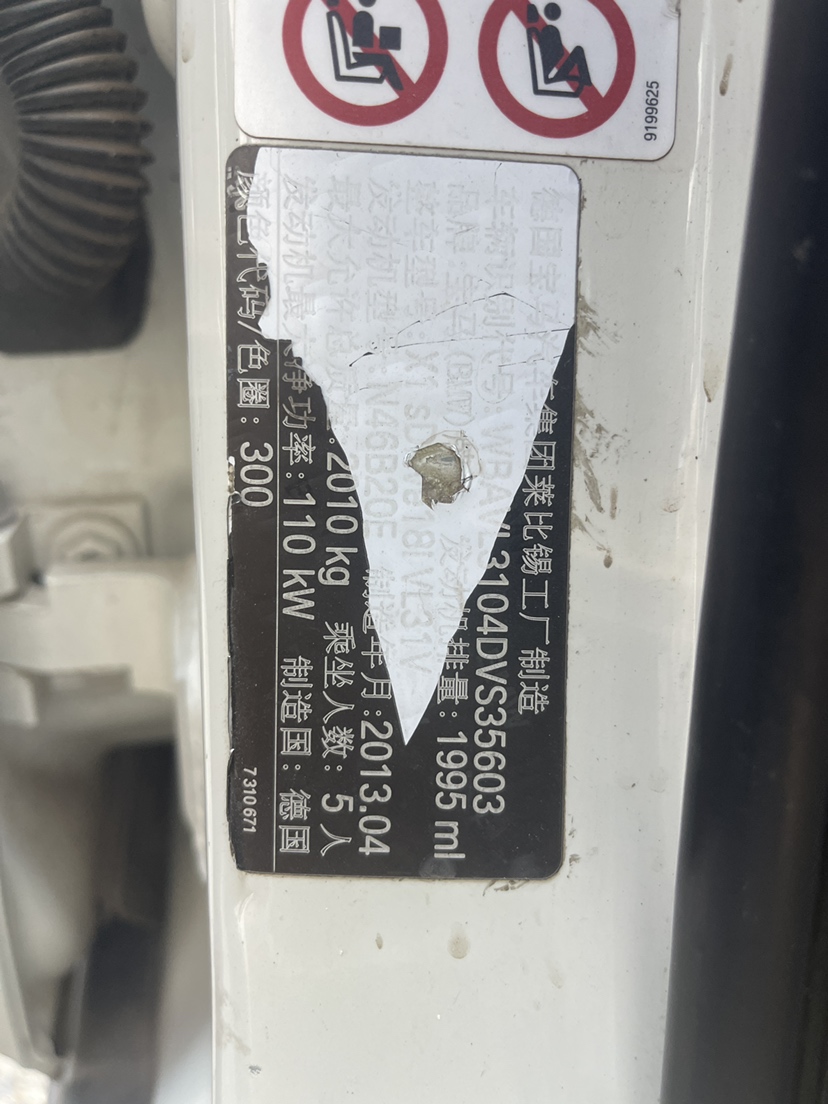 9199625
德国宝马汽车集团莱比锡工厂制造
车辆识别代号: WBAVL3104DVS35603
品牌: 宝马(BMW) 发动机排量: 1995 ml
整车型号: X1 18i VL31V
发动机型号: N46B20E 制造年月: 2013.04
最大允许总质量: 2010 kg 乘坐人数: 5 人
发动机最大净功率: 110 kW 制造国: 德国
颜色代码/色圈: 300
7 310 671